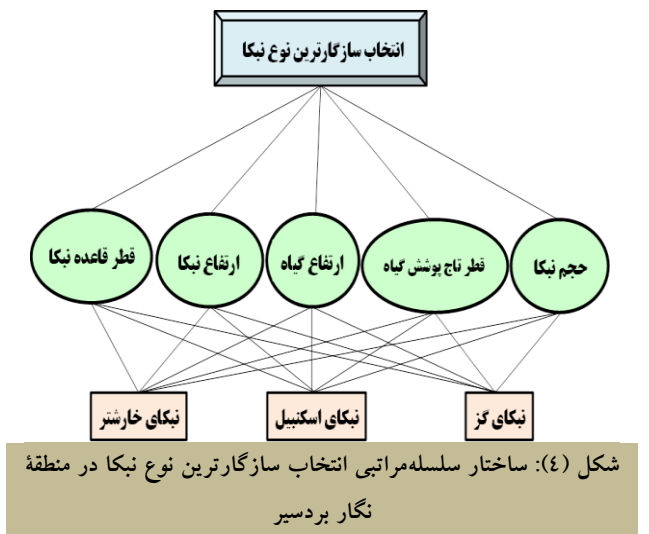 انتخاب سازگارترین نوع نبکا
حجم نبکا
قطر تاج پوشش گیاه
ارتفاع گیاه
ارتفاع نبکا
قطر قاعده نبکا
نبکای گز
نبکای اسکنبیل
نبکای خارشتر
شکل (٤): ساختار سلسله‌مراتبی انتخاب سازگارترین نوع نبکا در منطقۀ
نگار بردسیر